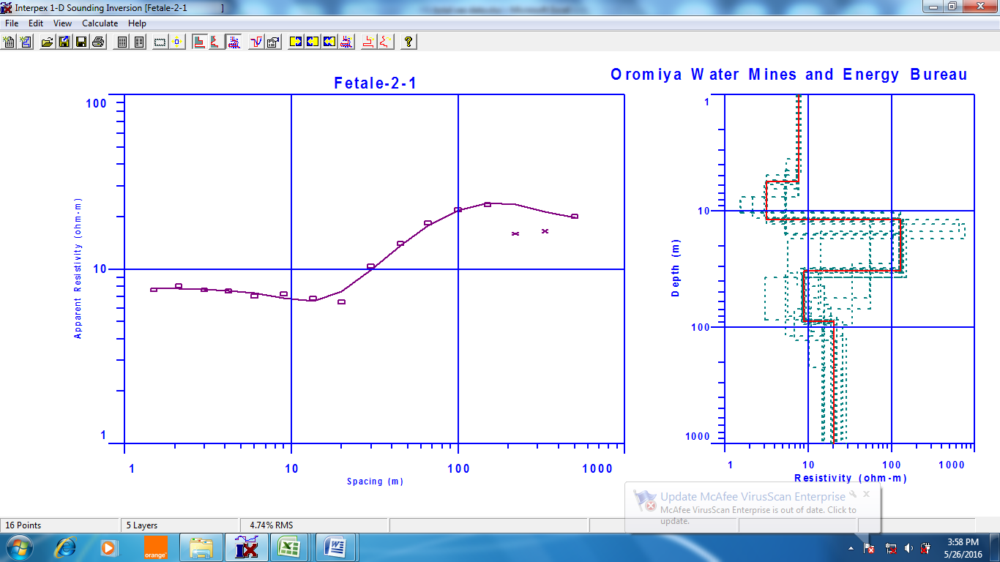 Interpex 1-D Sounding Inversion [Fetale-2-1 ]
File Edit View Calculate Help
Fetale-2-1
Oromiya Water Mines and Energy Bureau
100
10
1
Apparent Resistivity (ohm-m)
1 10 100 1000
Spacing (m)
1
10
100
1000
Depth (m)
1 10 100 1000
Resistivity (ohm-m)
Update McAfee VirusScan Enterprise
McAfee VirusScan Enterprise is out of date. Click to
update.
16 Points 5 Layers 4.74% RMS
orange
3:58 PM
5/26/2016